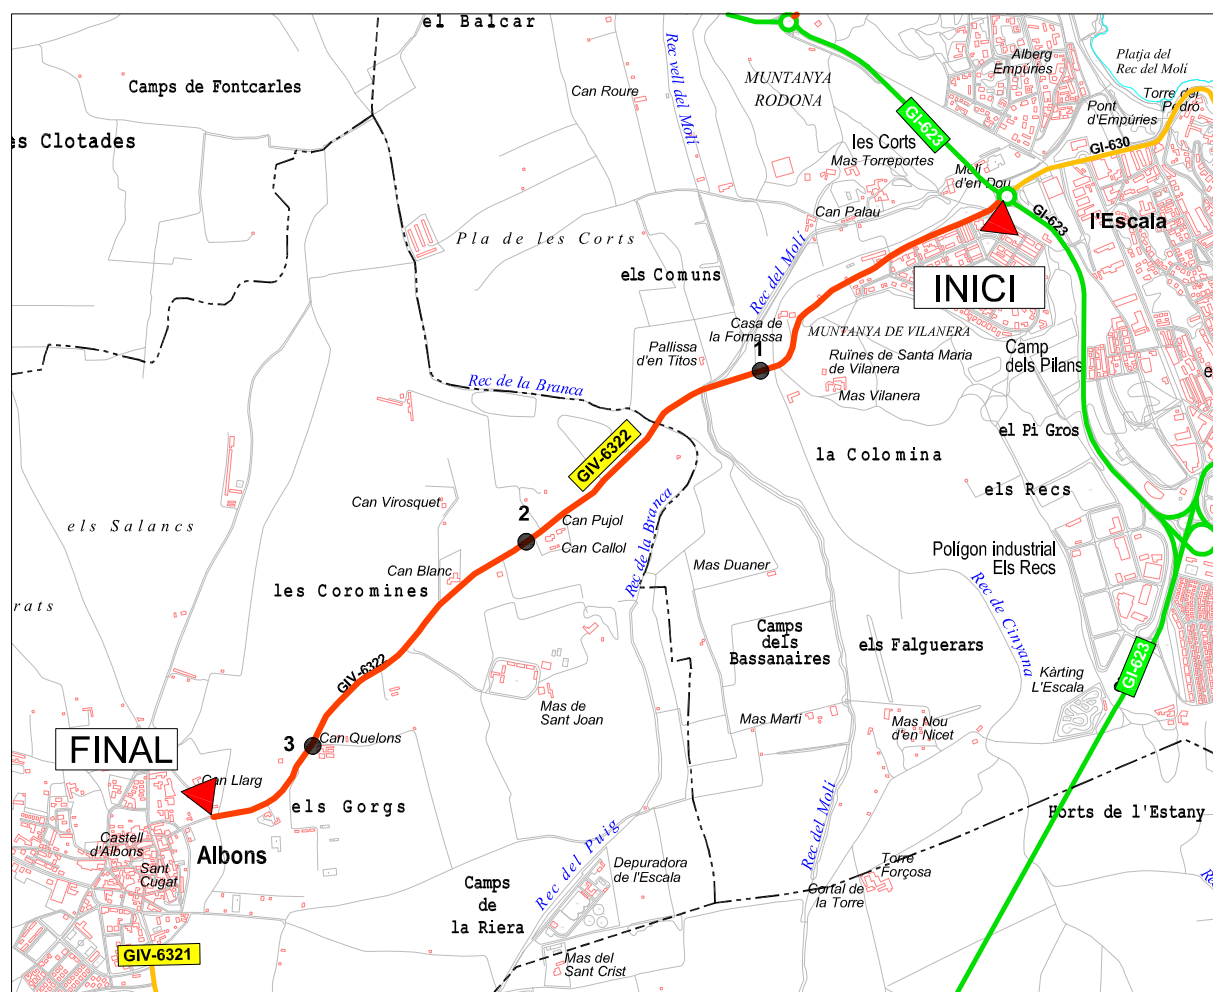 el Balcar
Camps de Fontcarles
es Clotades
Can Roure
Rec vell del Molí
MUNTANYA
RODONA
GI-623
les Corts
Mas Torreportes
Alberg
Empúries
Platja del
Rec del Molí
Torre del
Pedró
Pont
d'Empúries
GI-630
Molí
d'en Dou
GI-623
l'Escala
Can Palau
Pla de les Corts
els Comuns
Rec del Molí
INICI
Casa de
la Fornassa
MUNTANYA DE VILANERA
Pallissa
d'en Titos
1
Ruïnes de Santa Maria
de Vilanera
Mas Vilanera
Camp
dels Pilans
Rec de la Branca
el Pi Gros
GIV-6322
la Colomina
els Recs
Can Virosquet
2
Can Pujol
Can Callol
Rec de la Branca
els Salancs
Polígon industrial
Els Recs
Can Blanc
Mas Duaner
les Coromines
rats
Rec de Cinyana
Camps
dels
Bassanaires
els Falguerars
GIV-6322
Kàrting
L'Escala
GI-623
Mas de
Sant Joan
Mas Martí
Mas Nou
d'en Nicet
3
Can Quelons
FINAL
Can Llarg
els Gorgs
Rec del Molí
Horts de l'Estany
Castell
d'Albons
Albons
Sant
Cugat
Rec del Puig
Depuradora
de l'Escala
Torre
Forçosa
Cortal de
la Torre
Camps
de
la Riera
GIV-6321
Mas del
Sant Crist